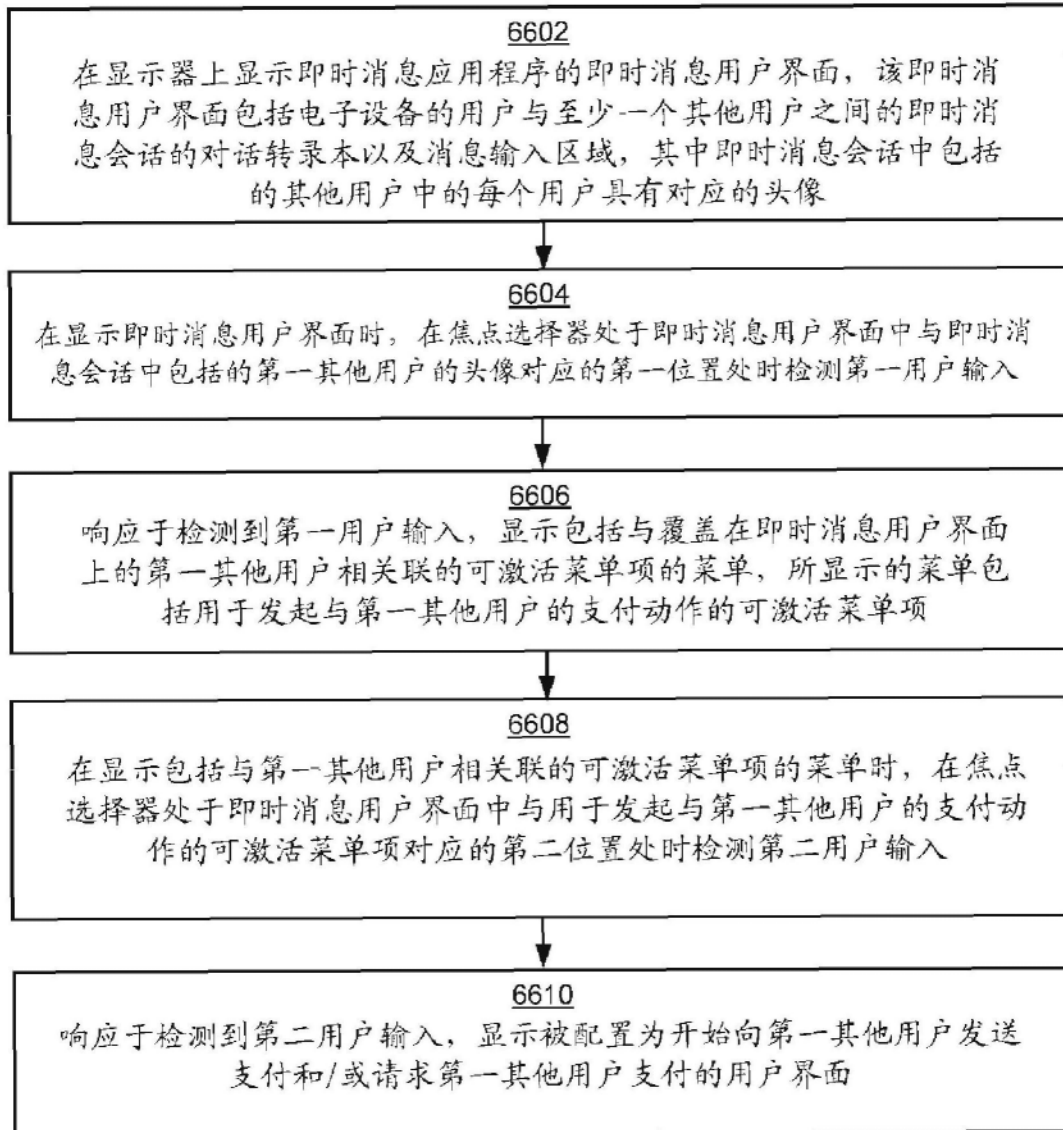 6602
在显示器上显示即时消息应用程序的即时消息用户界面，该即时消
息用户界面包括电子设备的用户与至少一个其他用户之间的即时消
息会话的对话转录本以及消息输入区域，其中即时消息会话中包括
的其他用户中的每个用户具有对应的头像
6604
在显示即时消息用户界面时，在焦点选择器处于即时消息用户界面中与即时消
息会话中包括的第一其他用户的头像对应的第一位置处时检测第一用户输入
6606
响应于检测到第一用户输入，显示包括与覆盖在即时消息用户界面
上的第一其他用户相关联的可激活菜单项的菜单，所显示的菜单包
括用于发起与第一其他用户的支付动作的可激活菜单项
6608
在显示包括与第一其他用户相关联的可激活菜单项的菜单时，在焦点
选择器处于即时消息用户界面中与用于发起与第一其他用户的支付动
作的可激活菜单项对应的第二位置处时检测第二用户输入
6610
响应于检测到第二用户输入，显示被配置为开始向第一其他用户发送
支付和/或请求第一其他用户支付的用户界面